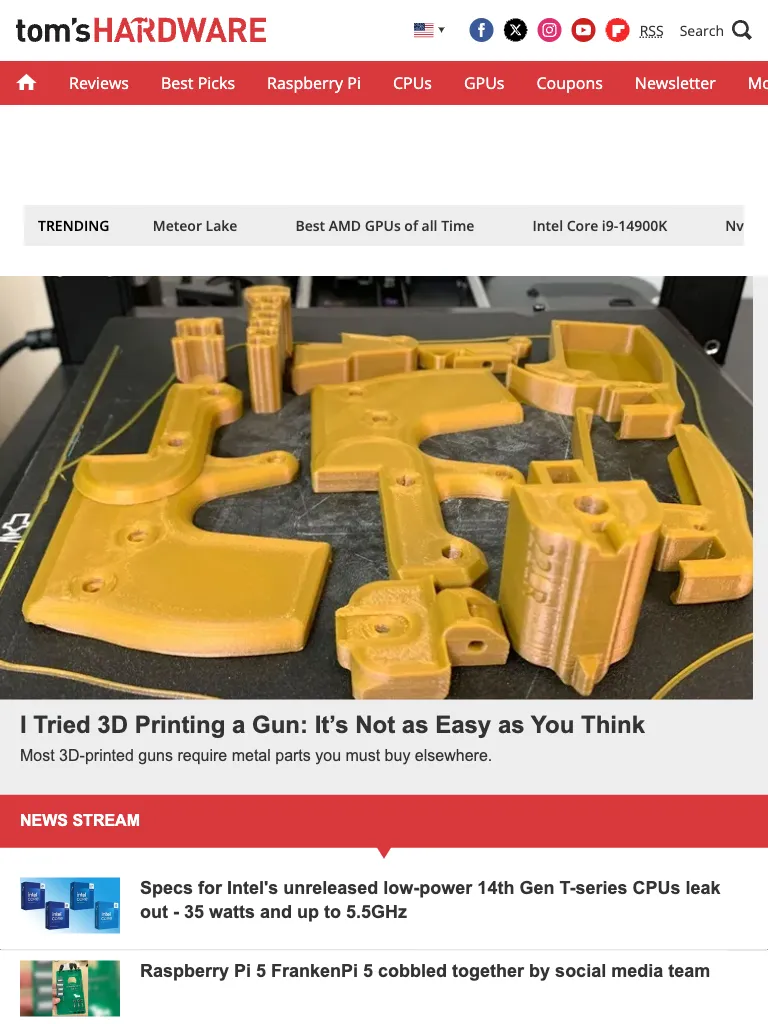 tom'sHARDWARE
RSS Search
Reviews Best Picks Raspberry Pi CPUs GPUs Coupons Newsletter Mo
TRENDING Meteor Lake Best AMD GPUs of all Time Intel Core i9-14900K Nv
22LR
I Tried 3D Printing a Gun: It’s Not as Easy as You Think
Most 3D-printed guns require metal parts you must buy elsewhere.
NEWS STREAM
Specs for Intel's unreleased low-power 14th Gen T-series CPUs leak
out - 35 watts and up to 5.5GHz
Raspberry Pi 5 FrankenPi 5 cobbled together by social media team